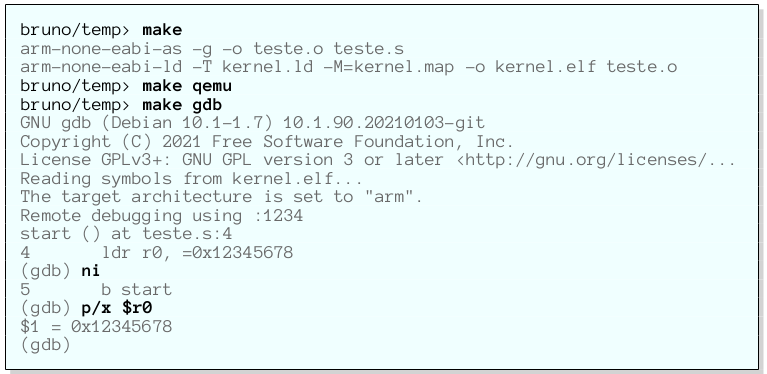 bruno/temp> make
arm-none-eabi-as -g -o teste.o teste.s
arm-none-eabi-ld -T kernel.ld -M=kernel.map -o kernel.elf teste.o
bruno/temp> make qemu
bruno/temp> make gdb
GNU gdb (Debian 10.1-1.7) 10.1.90.20210103-git
Copyright (C) 2021 Free Software Foundation, Inc.
License GPLv3+: GNU GPL version 3 or later <http://gnu.org/licenses/...
Reading symbols from kernel.elf...
The target architecture is set to "arm".
Remote debugging using :1234
start () at teste.s:4
4       ldr r0, =0x12345678
(gdb) ni
5       b start
(gdb) p/x $r0
$1 = 0x12345678
(gdb)